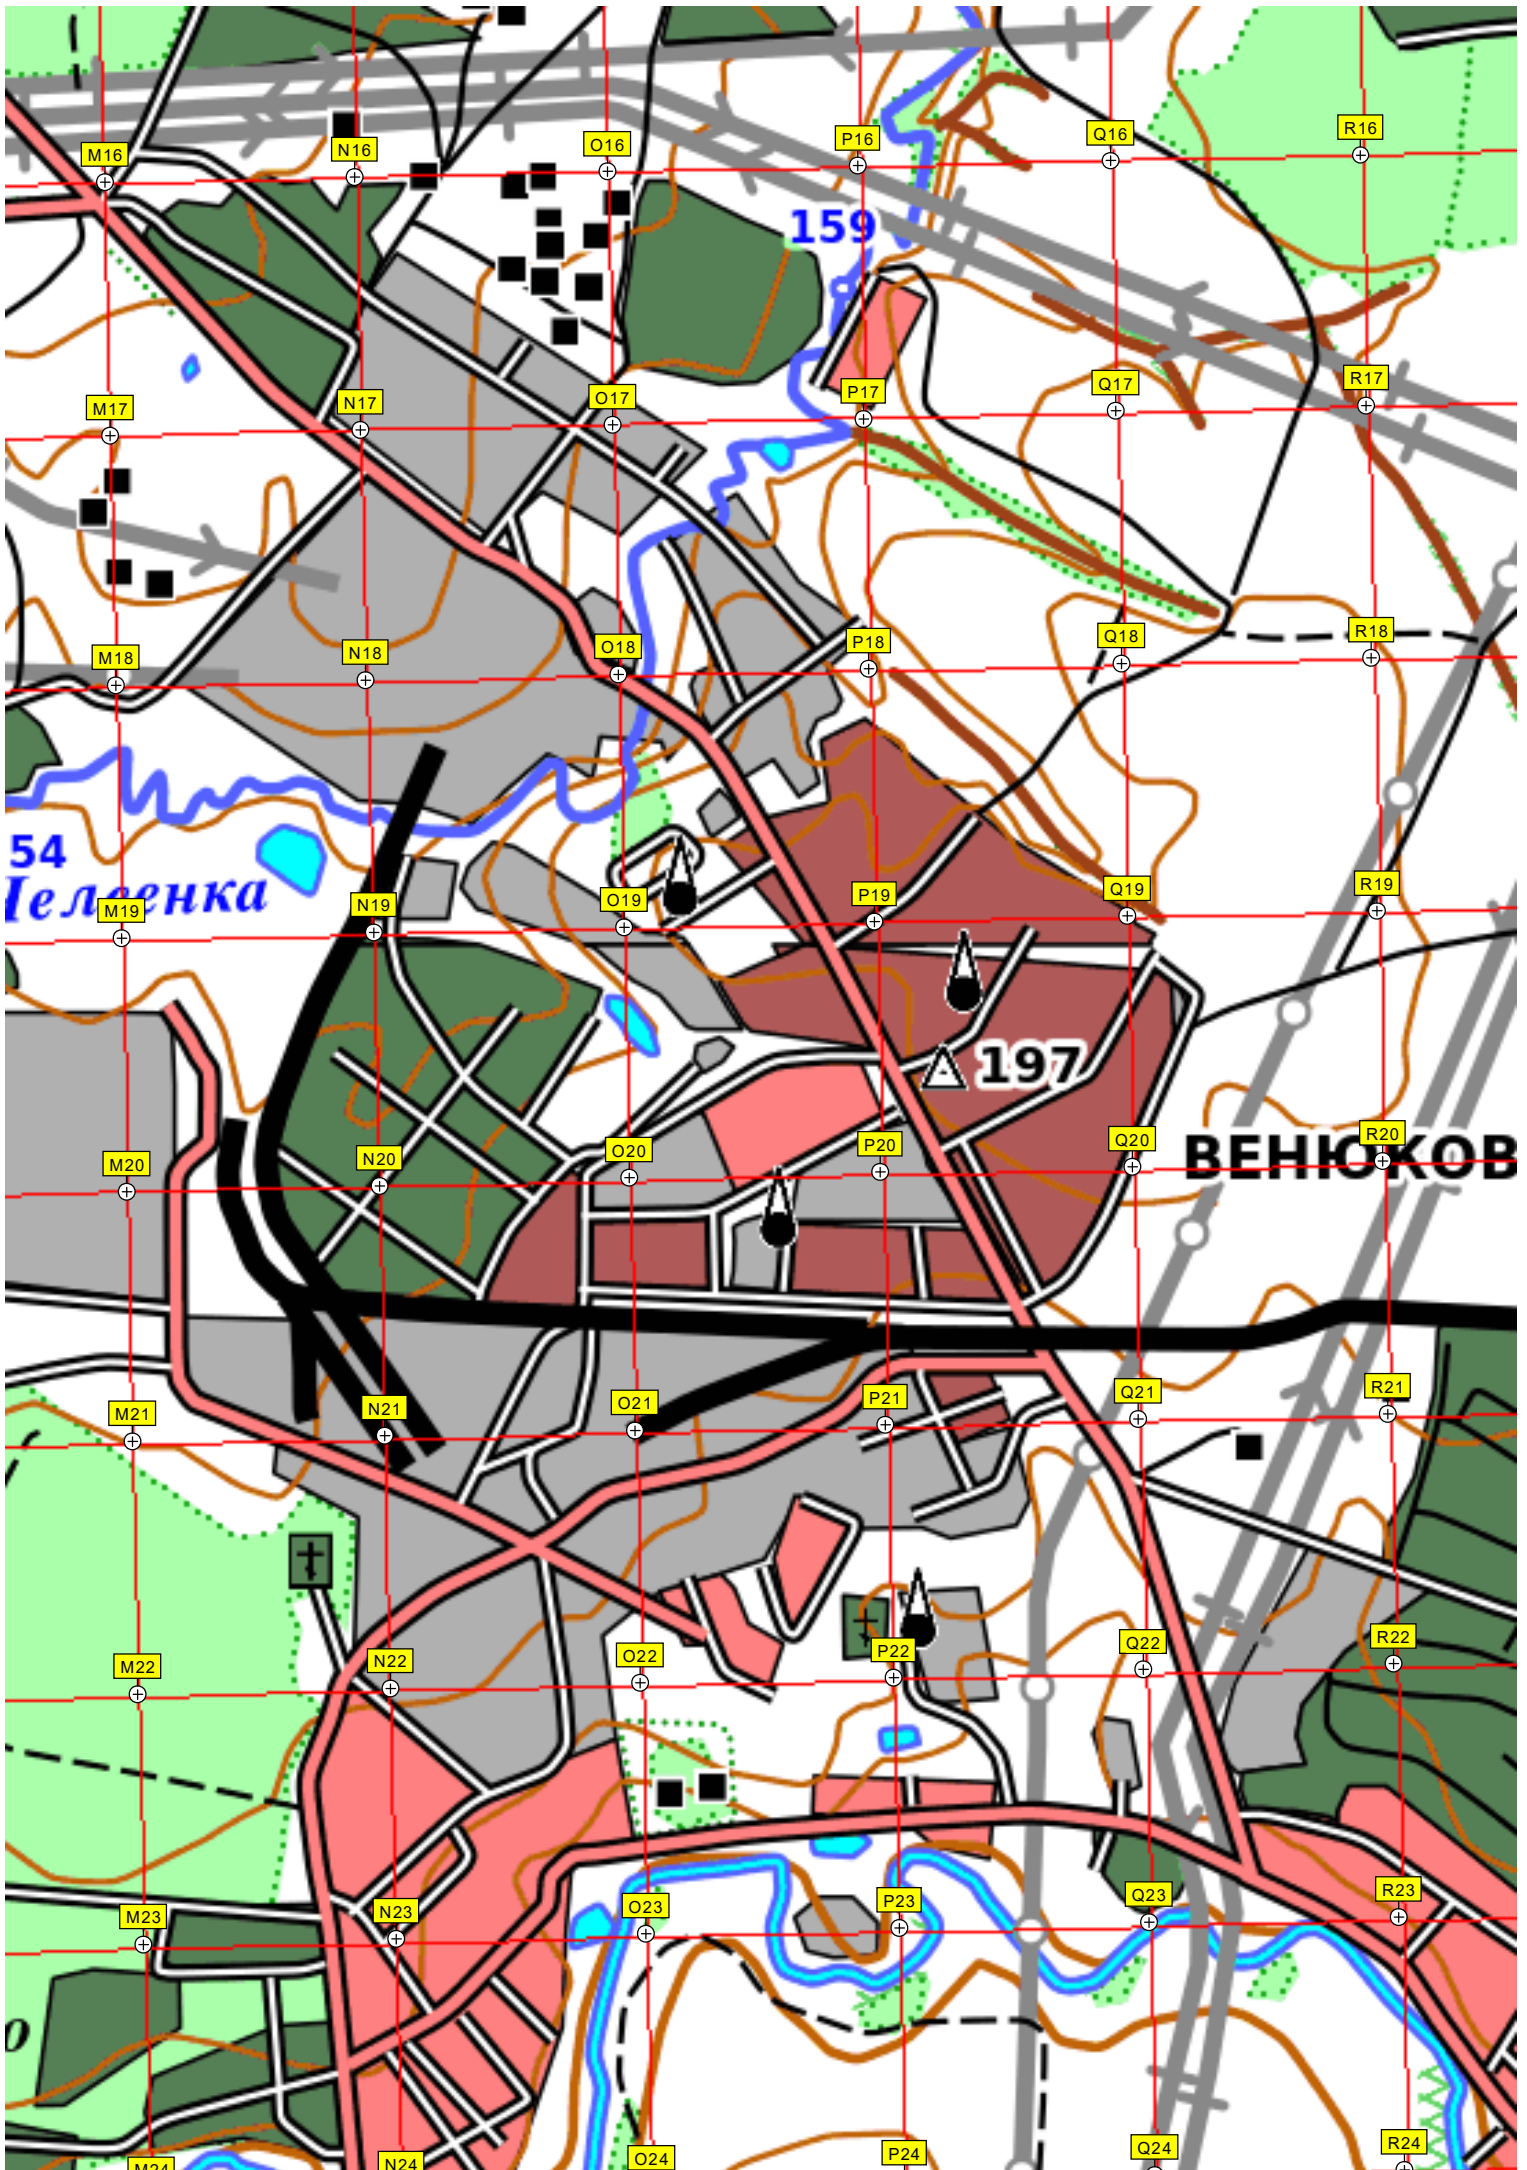 O16
Q16
R16
P16
N16
M16
159
R17
Q17
P17
O17
N17
M17
R18
Q18
P18
O18
N18
M18
54
R19
Q19
P19
O19
N19
M19
197
R20
Q20
P20
O20
N20
M20
ВЕНЮКОВ
R21
Q21
P21
O21
N21
M21
R22
Q22
P22
O22
N22
M22
R23
Q23
P23
O23
N23
M23
о
R24
Q24
P24
O24
N24
M24